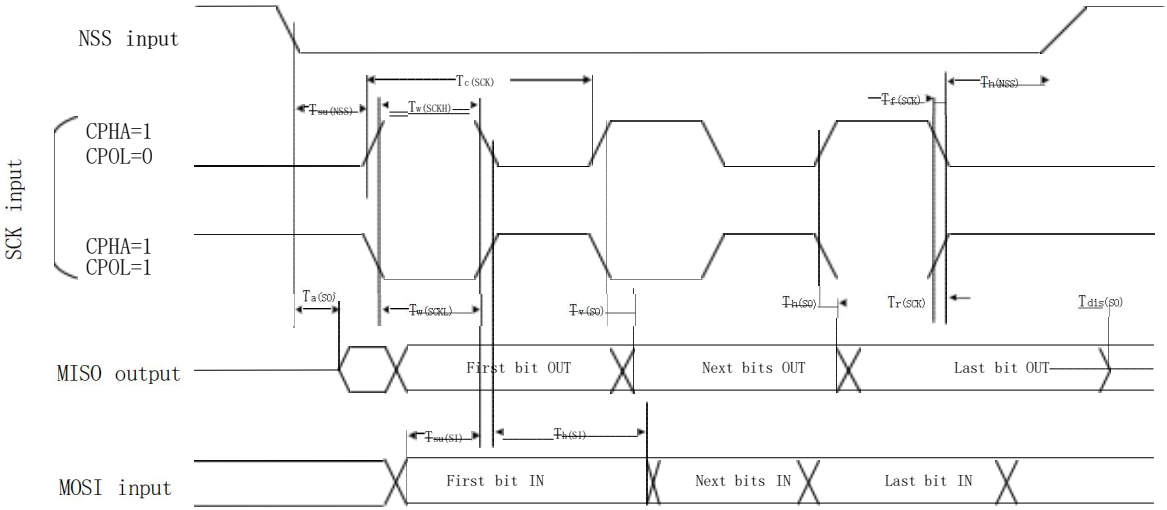 NSS input
Tc(SCK)
Th(NSS)
Tsu(NSS)
Tw(SCKH)
Tf(SCK)
SCK input
CPHA=1
CPOL=0
CPHA=1
CPOL=1
Ta(SO)
Tw(SCKL)
Tv(SO)
Th(SO)
Tr(SCK)
Tdis(SO)
MISO output
First bit OUT
Next bits OUT
Last bit OUT
Tsu(SI)
Th(SI)
MOSI input
First bit IN
Next bits IN
Last bit IN